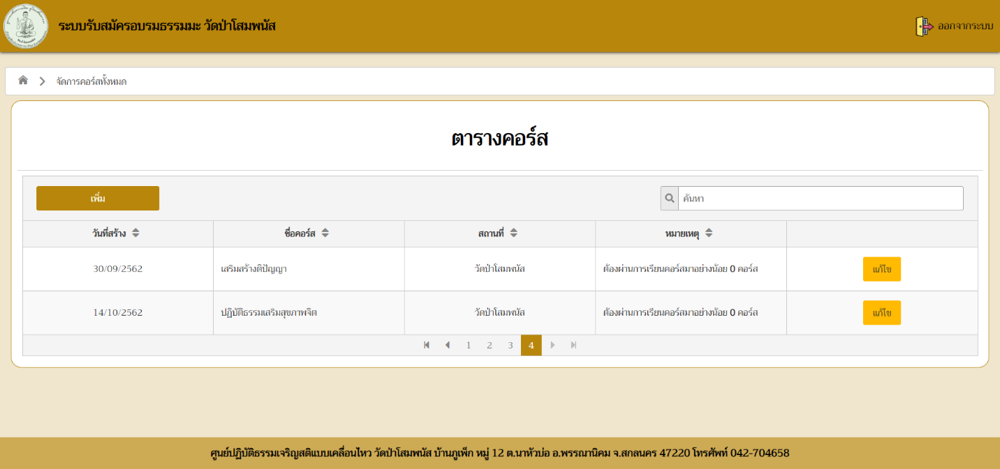 ระบบรับสมัครอบรมธรรมมะ วัดป่าโสมพนัส
ออกจากระบบ
จัดการคอร์สทั้งหมด
ตารางคอร์ส
เพิ่ม
ค้นหา
วันที่สร้าง ชื่อคอร์ส สถานที่ หมายเหตุ
30/09/2562 เสริมสร้างติปัญญา วัดป่าโสมพนัส ต้องผ่านการเรียนคอร์สมาอย่างน้อย 0 คอร์ส แก้ไข
14/10/2562 ปฏิบัติธรรมเสริมสุขภาพจิต วัดป่าโสมพนัส ต้องผ่านการเรียนคอร์สมาอย่างน้อย 0 คอร์ส แก้ไข
1 2 3 4
ศูนย์ปฏิบัติธรรมเจริญสติแบบเคลื่อนไหว วัดป่าโสมพนัส บ้านภูเพ็ก หมู่ 12 ต.นาหัวบ่อ อ.พรรณานิคม จ.สกลนคร 47220 โทรศัพท์ 042-704658